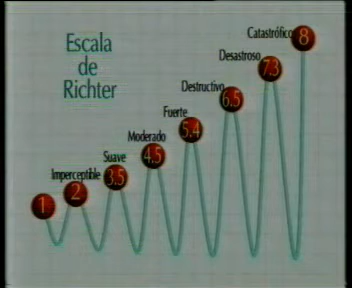 Escala
de
Richter
1
Imperceptible
2
Suave
3.5
Moderado
4.5
Fuerte
5.4
Destructivo
6.5
Desastroso
7.3
Catastrófico
8